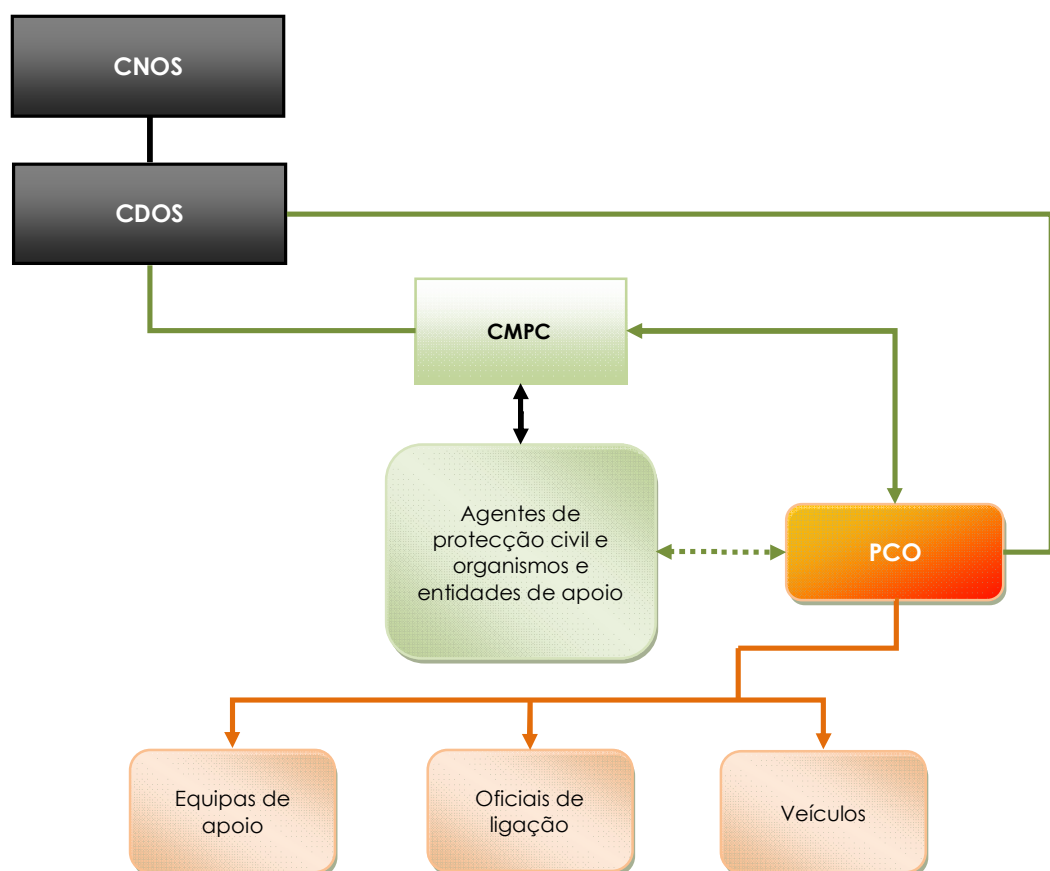 CNOS
CDOS
CMPC
Agentes de
protecção civil e
organismos e
entidades de apoio
PCO
Equipas de
apoio
Oficiais de
ligação
Veículos